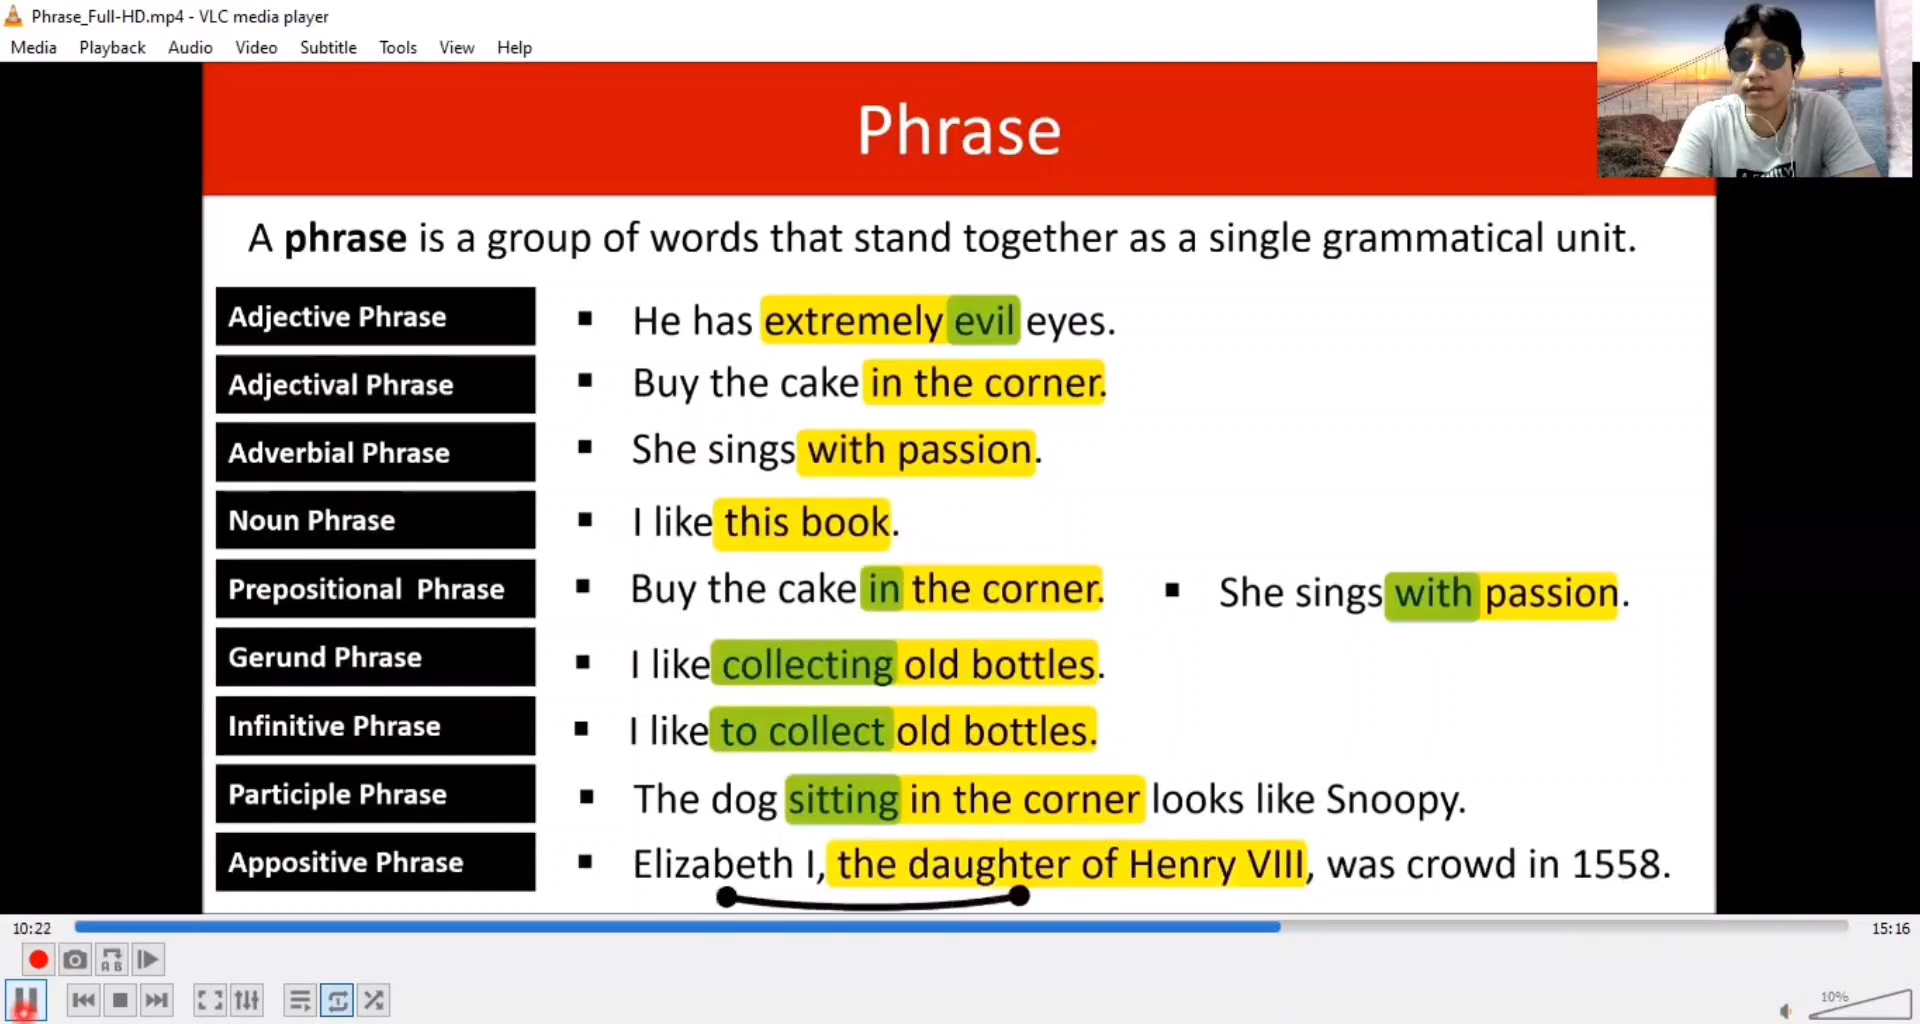 Phrase_Full-HD.mp4 - VLC media player
Media Playback Audio Video Subtitle Tools View Help
Phrase
A phrase is a group of words that stand together as a single grammatical unit.
Adjective Phrase ▪ He has extremely evil eyes.
Adjectival Phrase ▪ Buy the cake in the corner.
Adverbial Phrase ▪ She sings with passion.
Noun Phrase ▪ I like this book.
Prepositional Phrase ▪ Buy the cake in the corner. ▪ She sings with passion.
Gerund Phrase ▪ I like collecting old bottles.
Infinitive Phrase ▪ I like to collect old bottles.
Participle Phrase ▪ The dog sitting in the corner looks like Snoopy.
Appositive Phrase ▪ Elizabeth I, the daughter of Henry VIII, was crowd in 1558.
10:22 15:16
A B
10%